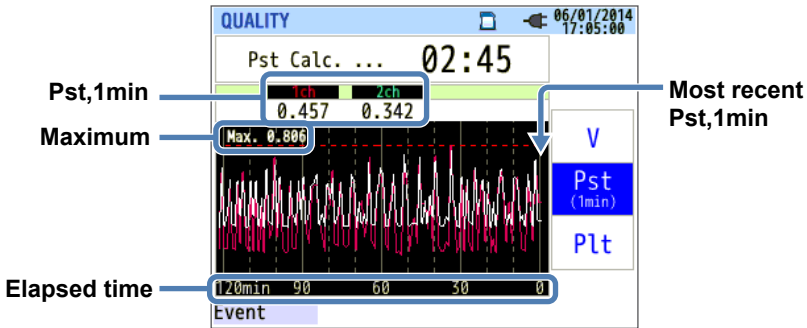 QUALITY 06/01/2014
17:05:00
Pst Calc. ... 02:45
Pst,1min
1ch 2ch
0.457 0.342
Most recent
Pst,1min
Maximum
Max. 0.806
V
Pst
(1min)
Plt
Elapsed time
120min 90 60 30 0
Event